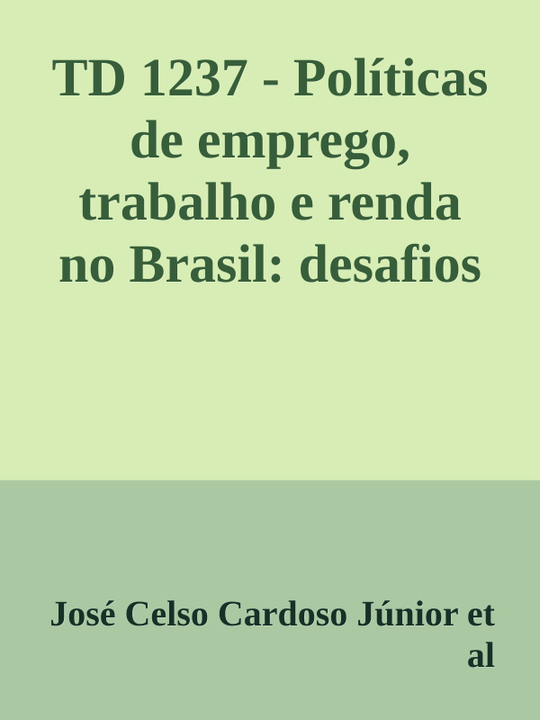 TD 1237 - Políticas
de emprego,
trabalho e renda
no Brasil: desafios
José Celso Cardoso Júnior et
al